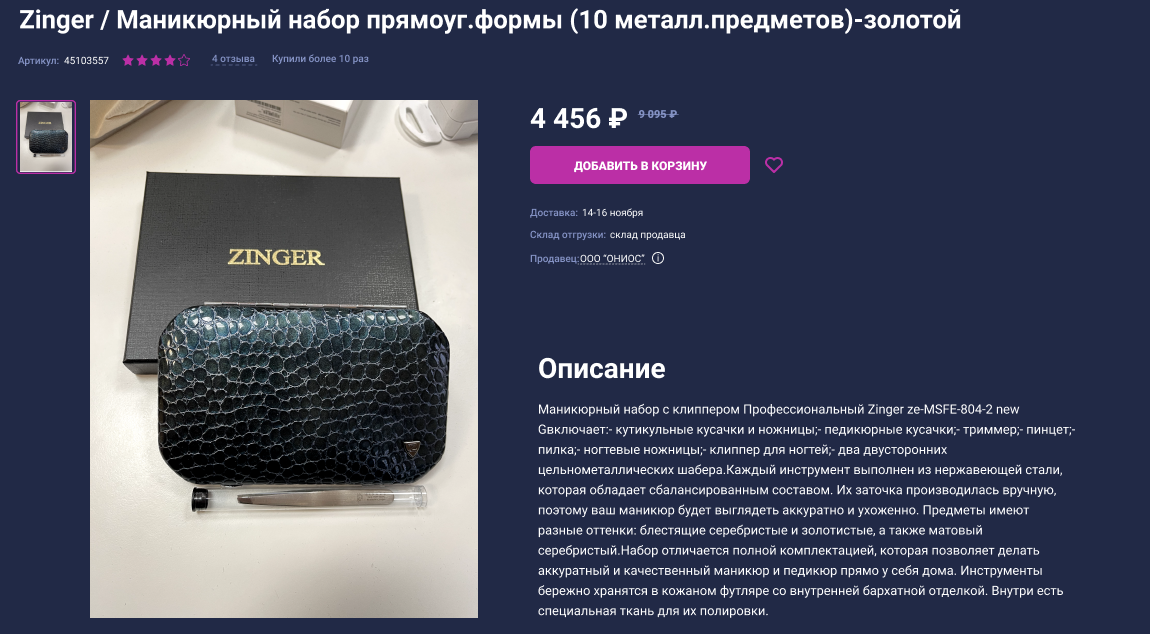 Zinger / Маникюрный набор прямоуг.формы (10 металл.предметов)-золотой
Артикул: 45103557 4 отзыва Купили более 10 раз
4 456 ₽ 9 095 ₽
ДОБАВИТЬ В КОРЗИНУ
Доставка: 14-16 ноября
Склад отгрузки: склад продавца
Продавец: ООО "ОНИОС"
ZINGER
Описание
Маникюрный набор с клиппером Профессиональный Zinger ze-MSFE-804-2 new
Gвключает:- кутикульные кусачки и ножницы;- педикюрные кусачки;- триммер;- пинцет;-
пилка;- ногтевые ножницы;- клиппер для ногтей;- два двусторонних
цельнометаллических шабера.Каждый инструмент выполнен из нержавеющей стали,
которая обладает сбалансированным составом. Их заточка производилась вручную,
поэтому ваш маникюр будет выглядеть аккуратно и ухоженно. Предметы имеют
разные оттенки: блестящие серебристые и золотистые, а также матовый
серебристый.Набор отличается полной комплектацией, которая позволяет делать
аккуратный и качественный маникюр и педикюр прямо у себя дома. Инструменты
бережно хранятся в кожаном футляре со внутренней бархатной отделкой. Внутри есть
специальная ткань для их полировки.